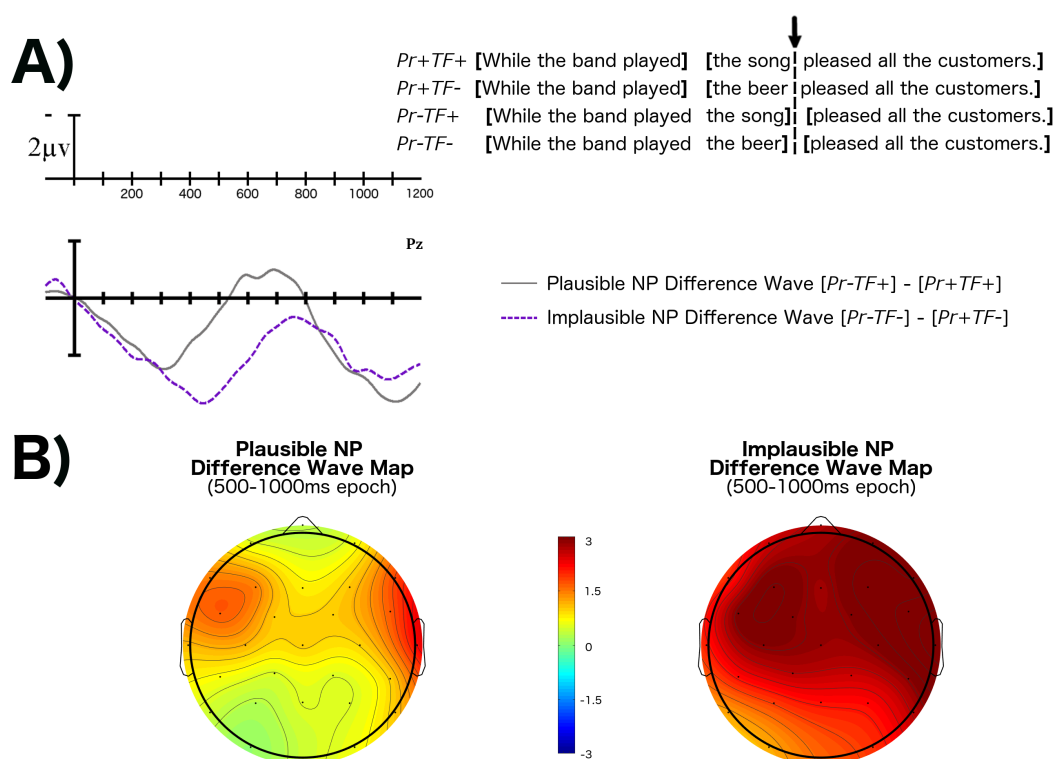 A)
Pr+TF+ [While the band played] [the song pleased all the customers.]
Pr+TF- [While the band played] [the beer pleased all the customers.]
Pr-TF+ [While the band played the song] [pleased all the customers.]
Pr-TF- [While the band played the beer] [pleased all the customers.]
2μv
200 400 600 800 1000 1200
Pz
Plausible NP Difference Wave [Pr-TF+] - [Pr+TF+]
Implausible NP Difference Wave [Pr-TF-] - [Pr+TF-]
B)
Plausible NP
Difference Wave Map
(500-1000ms epoch)
Implausible NP
Difference Wave Map
(500-1000ms epoch)
3
1.5
0
-1.5
-3